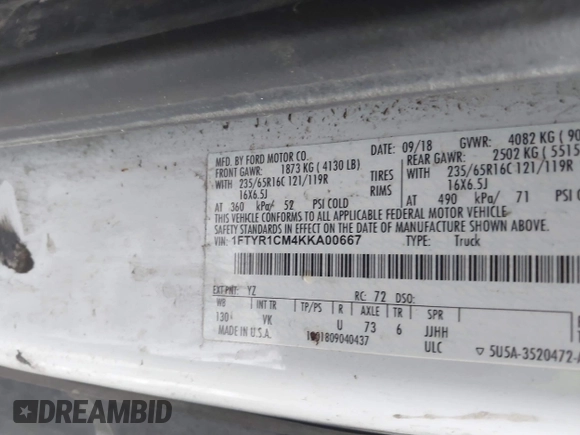 MFD. BY FORD MOTOR CO.
DATE: 09/18 GVWR: 4082 KG (90
FRONT GAWR: 1873 KG ( 4130 LB) REAR GAWR: 2502 KG ( 5515
WITH 235/65R16C 121/119R TIRES WITH 235/65R16C 121/119R
16X6.5J RIMS 16X6.5J
AT 360 kPa/ 52 PSI COLD AT 490 kPa/ 71 PSI COL
THIS VEHICLE CONFORMS TO ALL APPLICABLE FEDERAL MOTOR VEHICLE
SAFETY STANDARDS IN EFFECT ON THE DATE OF MANUFACTURE SHOWN ABOVE.
VIN: 1FTYR1CM4KKA00667 TYPE: Truck
EXT PNT: YZ RC: 72 DSO:
WB INT TR TP/PS R AXLE TR SPR
130 VK U 73 6 JJHH
MADE IN U.S.A. ULC
5U5A-3520472-
DREAMBID